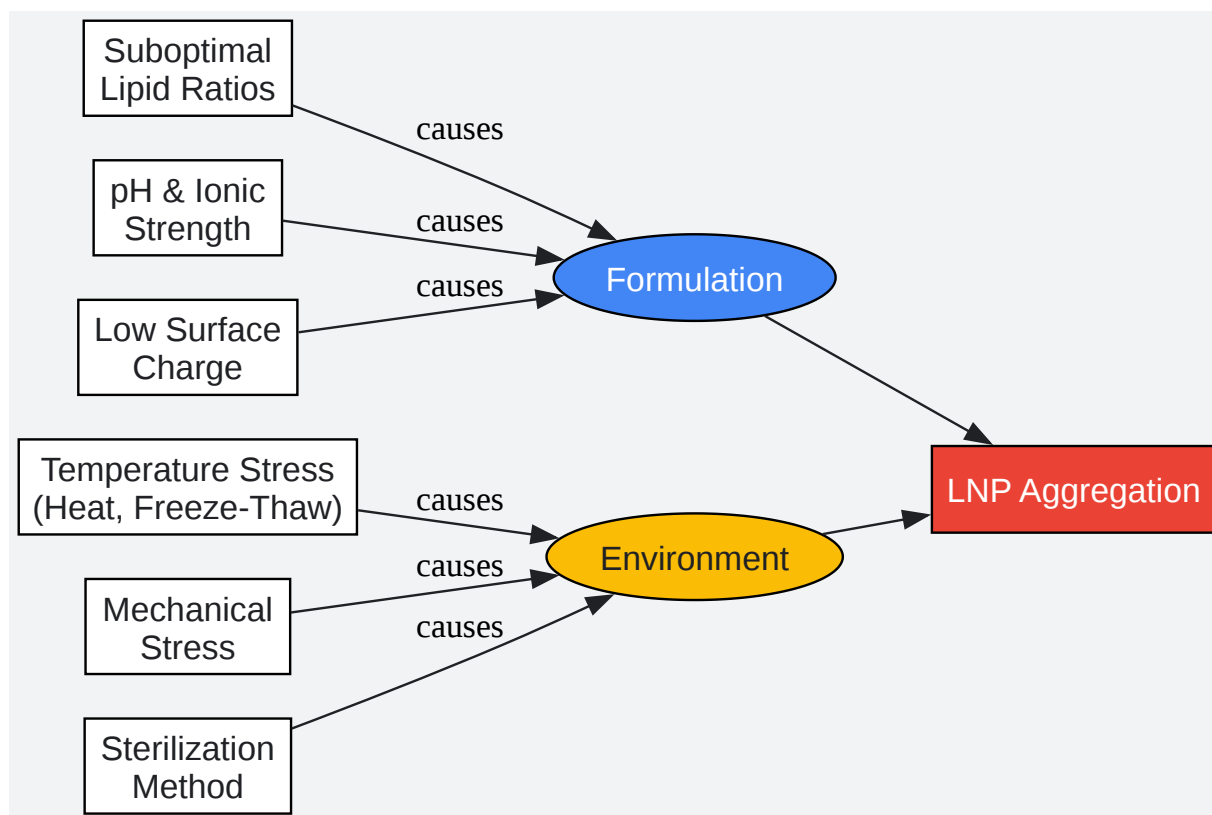 Suboptimal
Lipid Ratios
causes
pH & Ionic
Strength
causes
Formulation
causes
Low Surface
Charge
Temperature Stress
(Heat, Freeze-Thaw)
causes
LNP Aggregation
Environment
causes
Mechanical
Stress
causes
Sterilization
Method